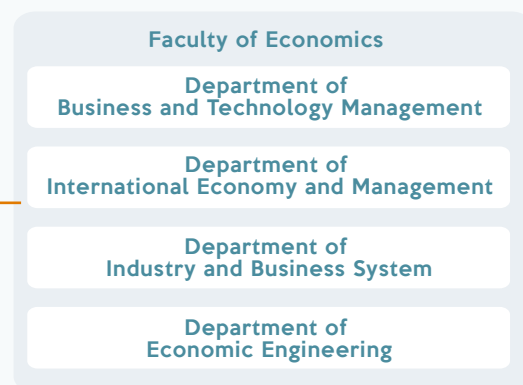 Faculty of Economics
Department of
Business and Technology Management
Department of
International Economy and Management
Department of
Industry and Business System
Department of
Economic Engineering